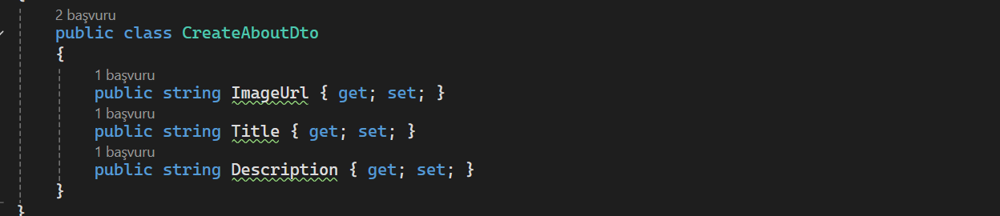 2 başvuru
public class CreateAboutDto
{
1 başvuru
public string ImageUrl { get; set; }
1 başvuru
public string Title { get; set; }
1 başvuru
public string Description { get; set; }
}
}